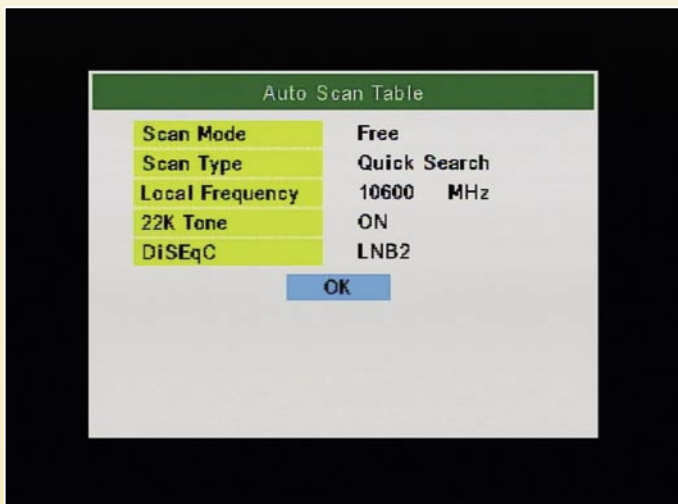 Auto Scan Table
Scan Mode Free
Scan Type Quick Search
Local Frequency 10600 MHz
22K Tone ON
DiSEqC LNB2
OK